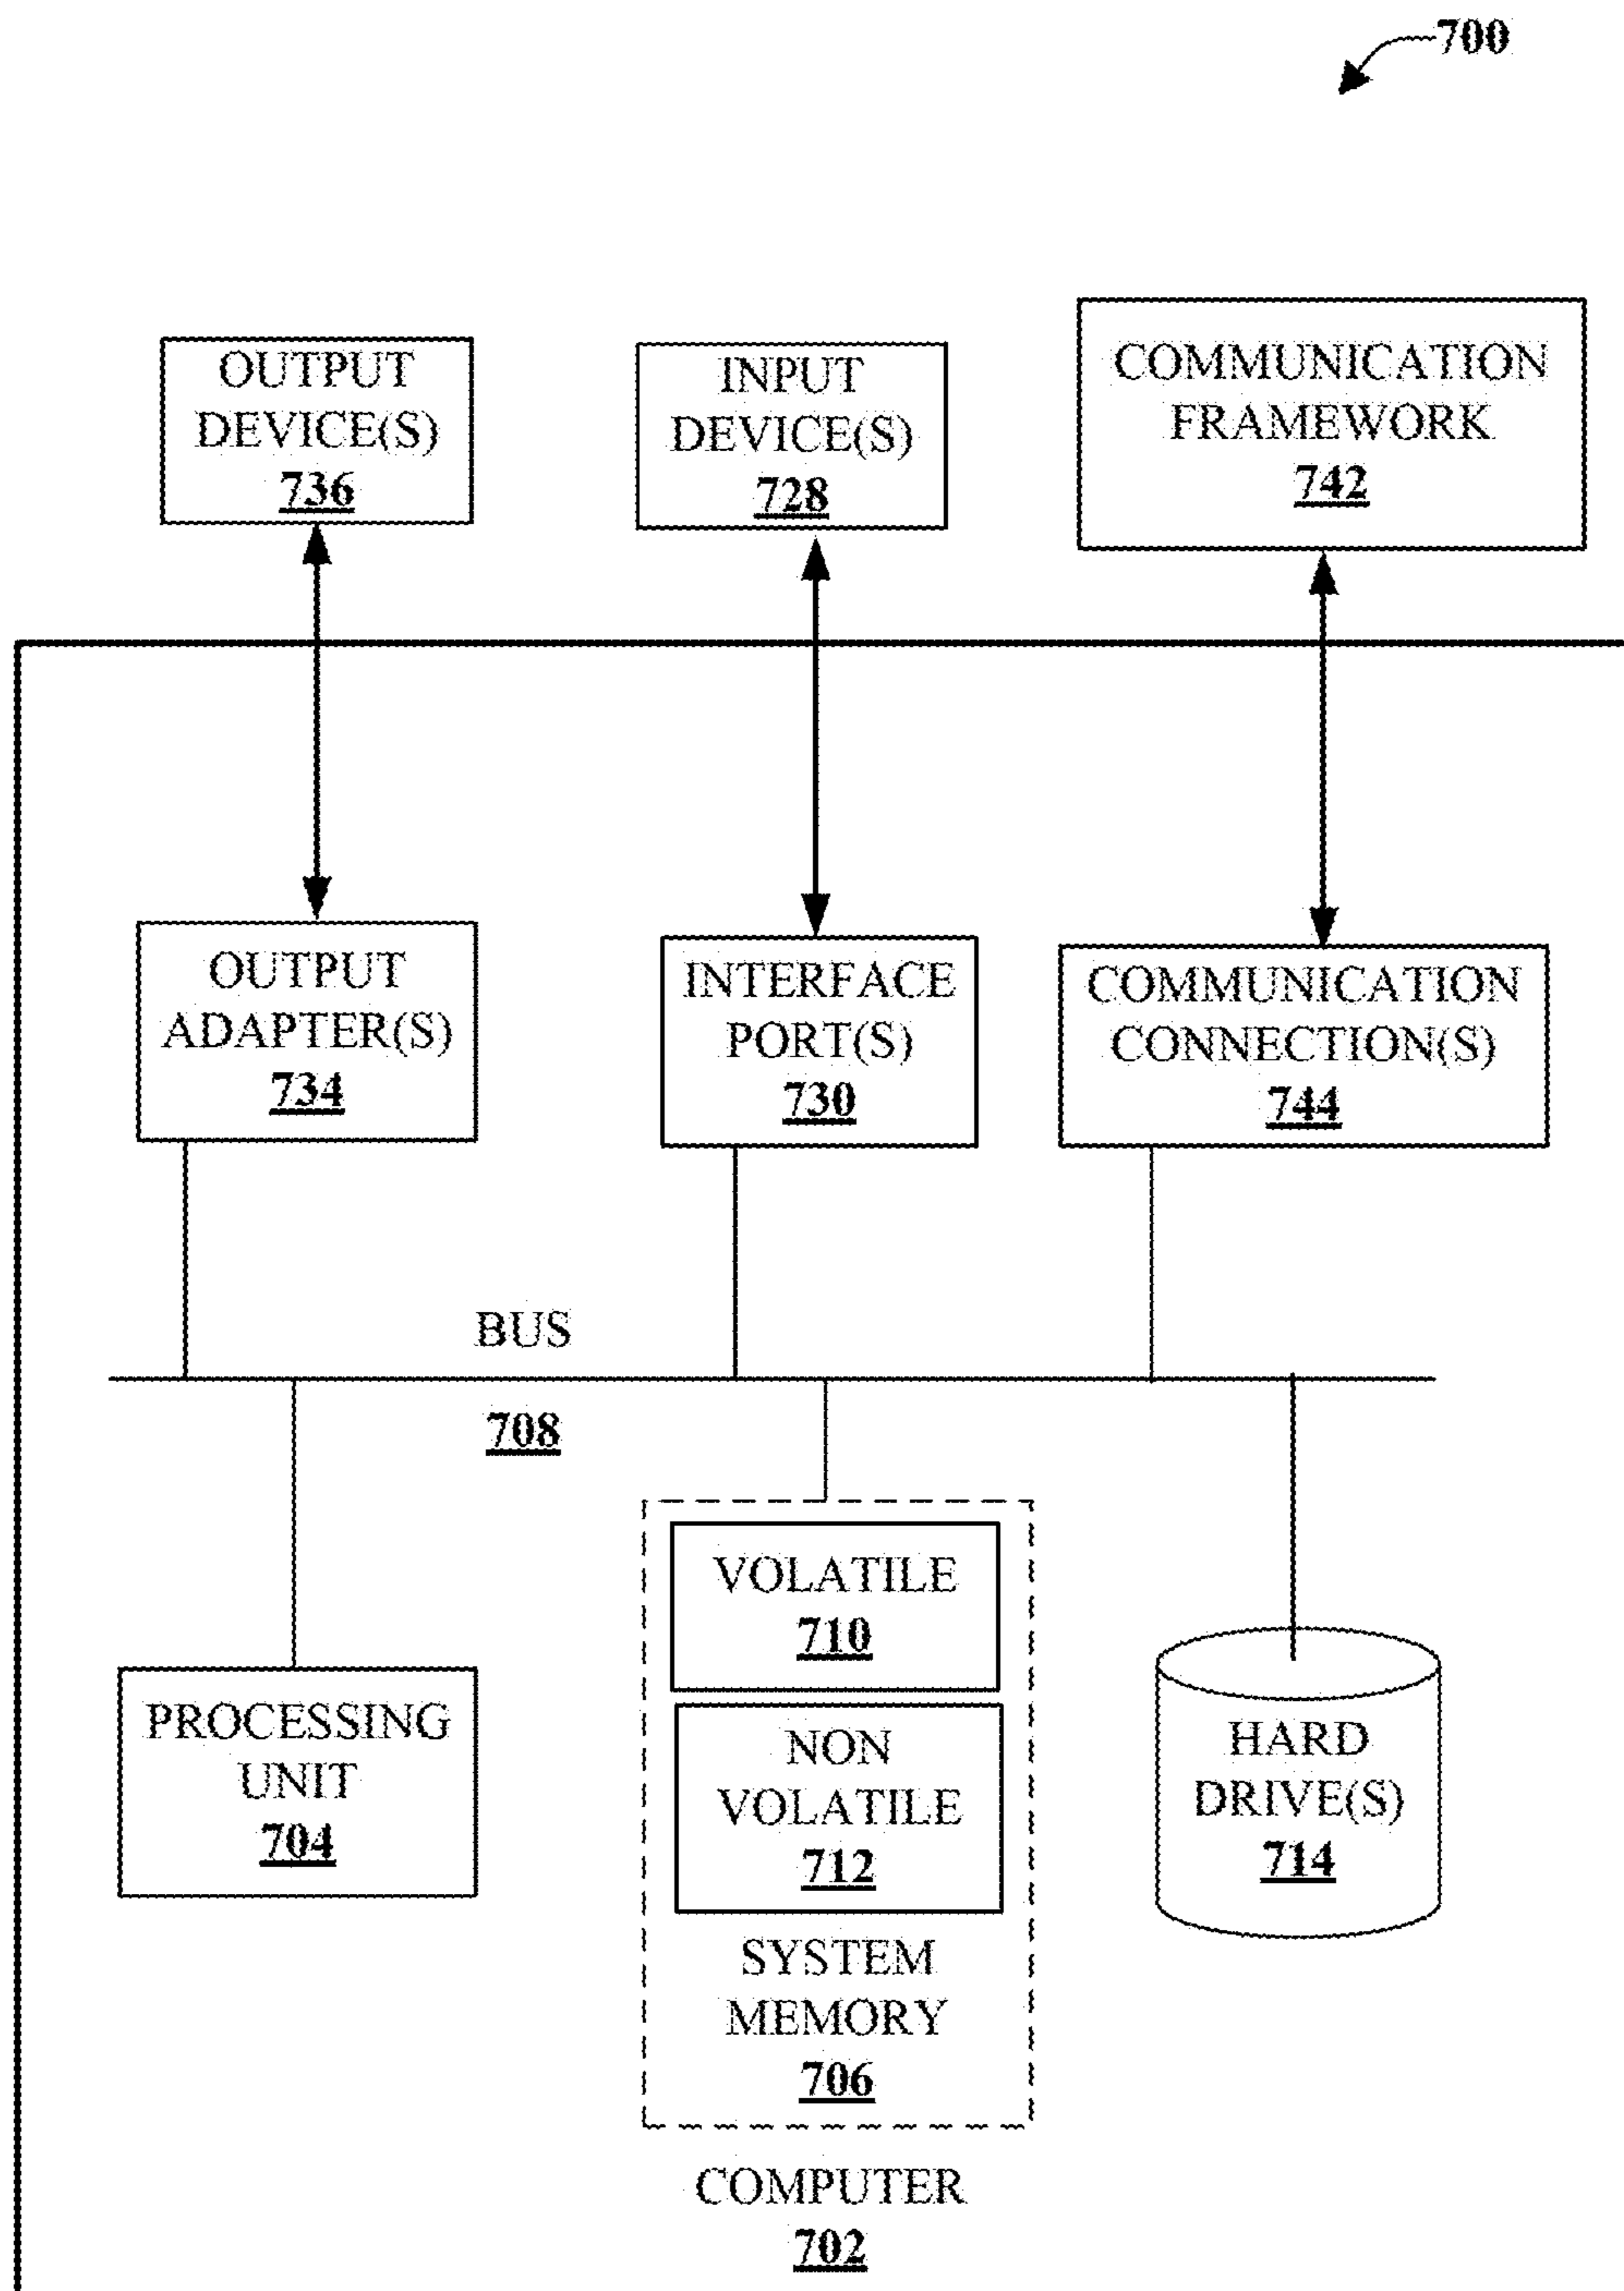 700
OUTPUT
DEVICE(S)
736
INPUT
DEVICE(S)
728
COMMUNICATION
FRAMEWORK
742
OUTPUT
ADAPTER(S)
734
INTERFACE
PORT(S)
730
COMMUNICATION
CONNECTION(S)
744
BUS
708
PROCESSING
UNIT
704
VOLATILE
710
NON
VOLATILE
712
SYSTEM
MEMORY
706
HARD
DRIVE(S)
714
COMPUTER
702